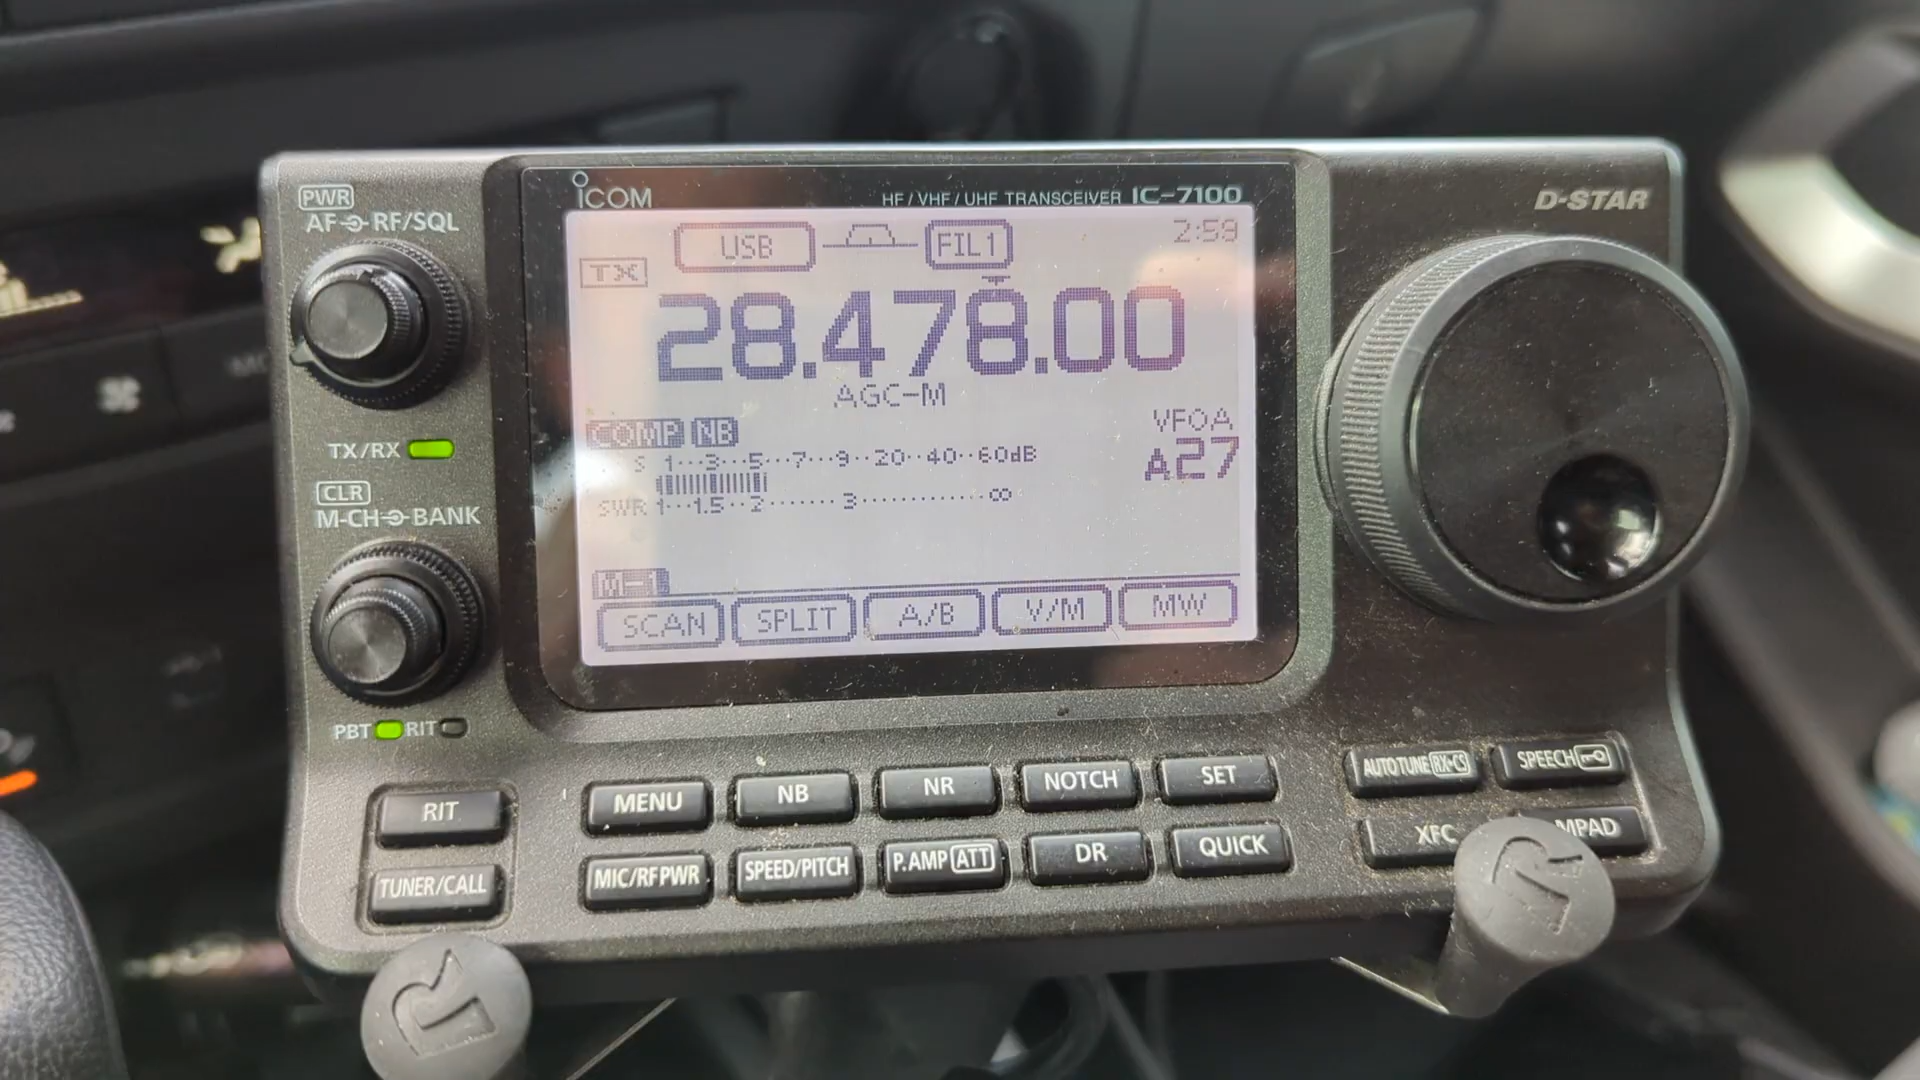 ICOM
HF/VHF/UHF TRANSCEIVER IC-7100
D-STAR
PWR
AF RF/SQL
TX/RX
CLR
M-CH BANK
PBT RIT
USB FIL1 2:59
TX
28.478.00
AGC-M
COMP NB
VFOA
A27
S 1···3···5···7···9··20··40··60dB
SWR 1···1.5··2·······3···········∞
M-1
SCAN SPLIT A/B V/M MW
RIT
TUNER/CALL
MENU NB NR NOTCH SET
MIC/RF PWR SPEED/PITCH P.AMP ATT DR QUICK
AUTO TUNE RX-CS SPEECH
XFC MPAD